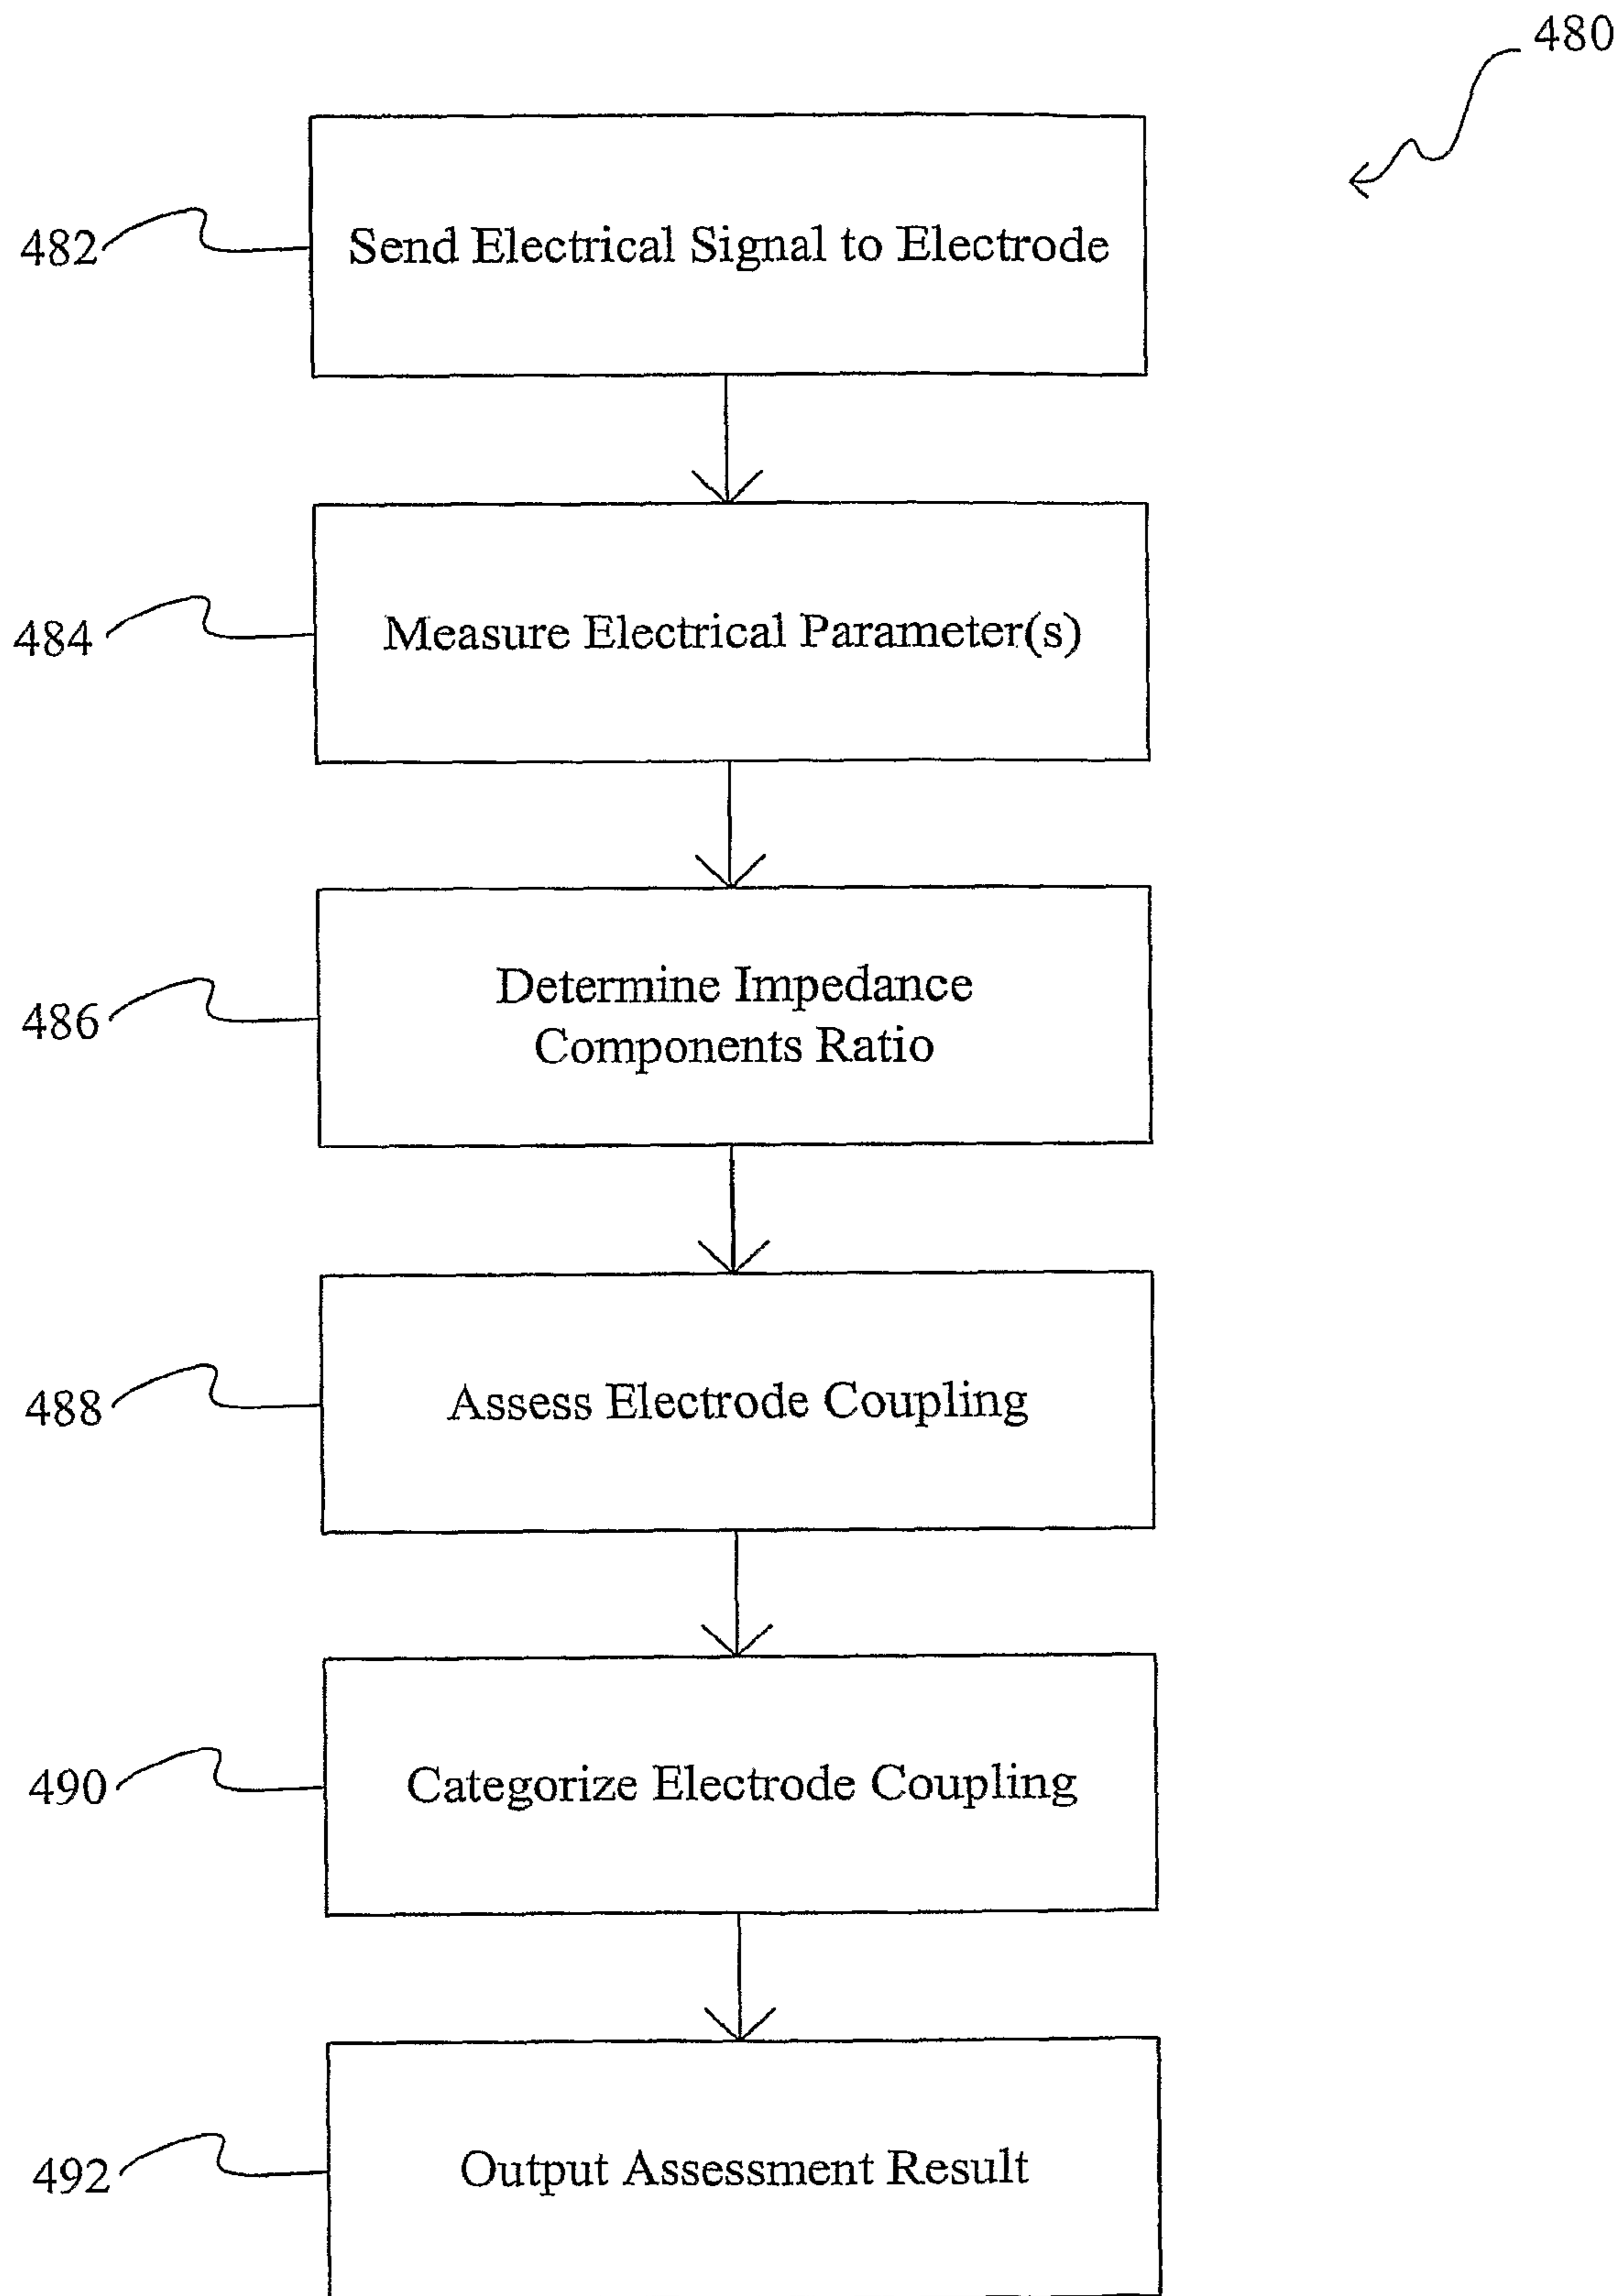 480
482
Send Electrical Signal to Electrode
484
Measure Electrical Parameter(s)
486
Determine Impedance
Components Ratio
488
Assess Electrode Coupling
490
Categorize Electrode Coupling
492
Output Assessment Result